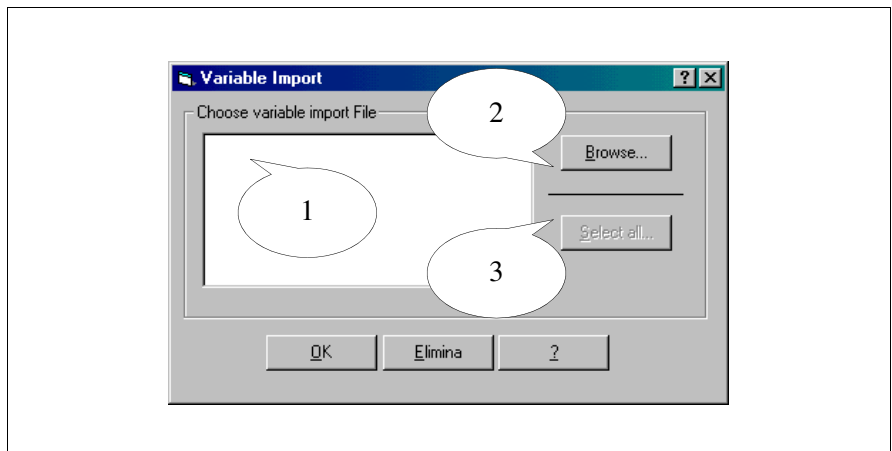 Variable Import
Choose variable import File
2
Browse...
1
Select all...
3
OK
Elimina
?